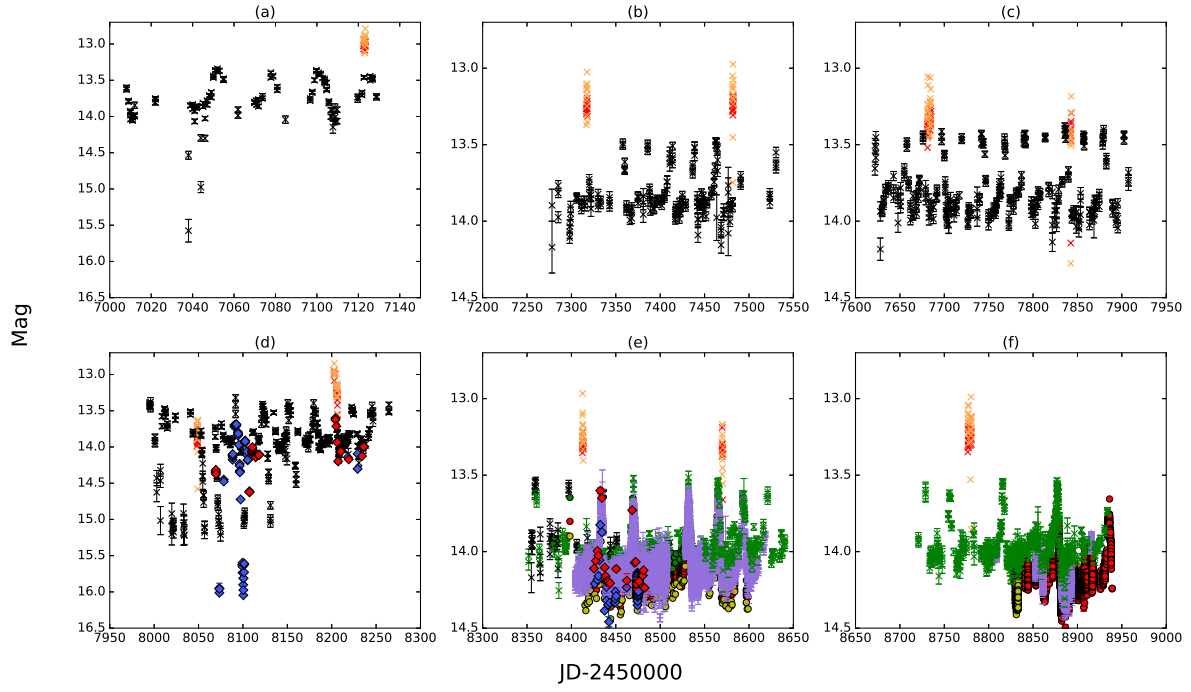 (a) (b) (c)
13.0 13.5 14.0 14.5 15.0 15.5 16.0 16.5
7000 7020 7040 7060 7080 7100 7120 7140
13.0 13.5 14.0 14.5
7200 7250 7300 7350 7400 7450 7500 7550
13.0 13.5 14.0 14.5
7600 7650 7700 7750 7800 7850 7900 7950
Mag
(d) (e) (f)
13.0 13.5 14.0 14.5 15.0 15.5 16.0 16.5
7950 8000 8050 8100 8150 8200 8250 8300
13.0 13.5 14.0 14.5
8300 8350 8400 8450 8500 8550 8600 8650
13.0 13.5 14.0 14.5
8650 8700 8750 8800 8850 8900 8950 9000
JD-2450000